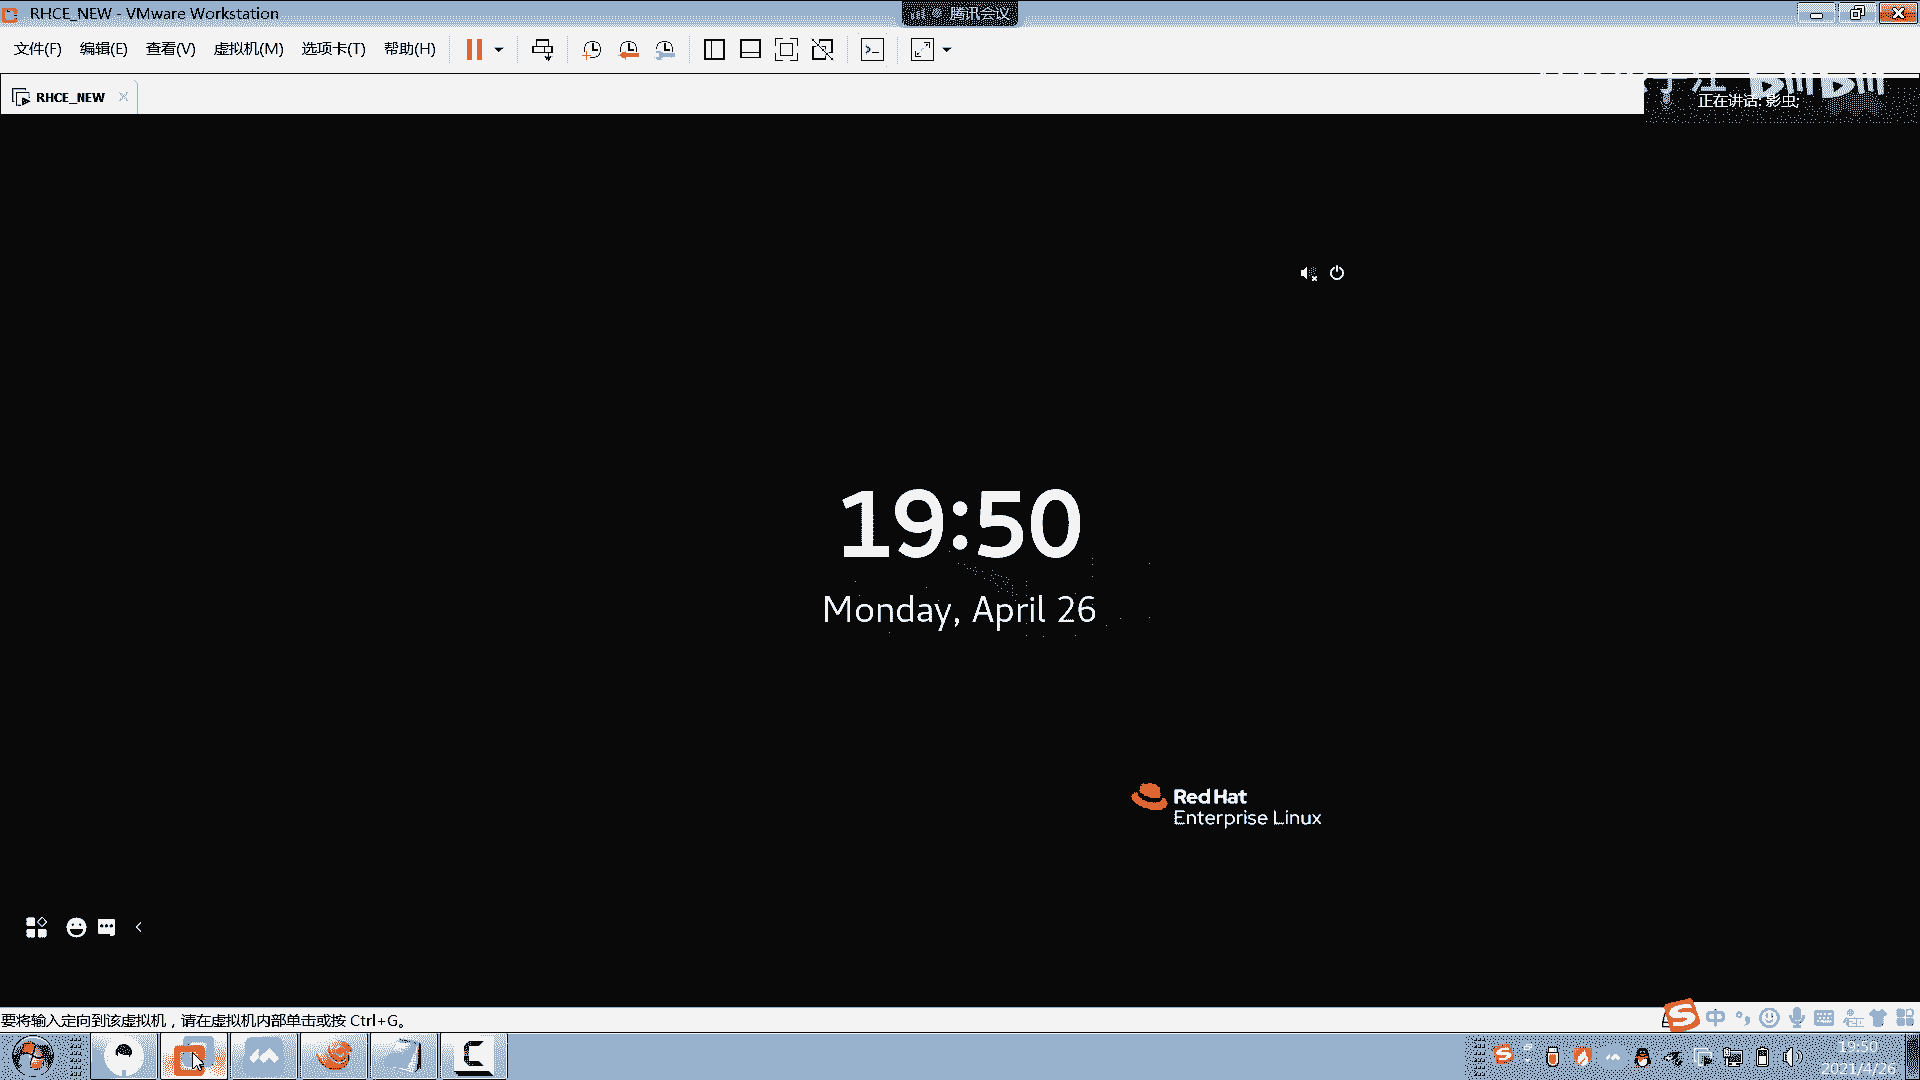 RHCE_NEW - VMware Workstation
腾讯会议
文件(F) 编辑(E) 查看(V) 虚拟机(M) 选项卡(T) 帮助(H)
RHCE_NEW
正在讲话: 影虫;
19:50
Monday, April 26
Red Hat
Enterprise Linux
要将输入定向到该虚拟机，请在虚拟机内部单击或按 Ctrl+G。
中
19:50
2021/4/26